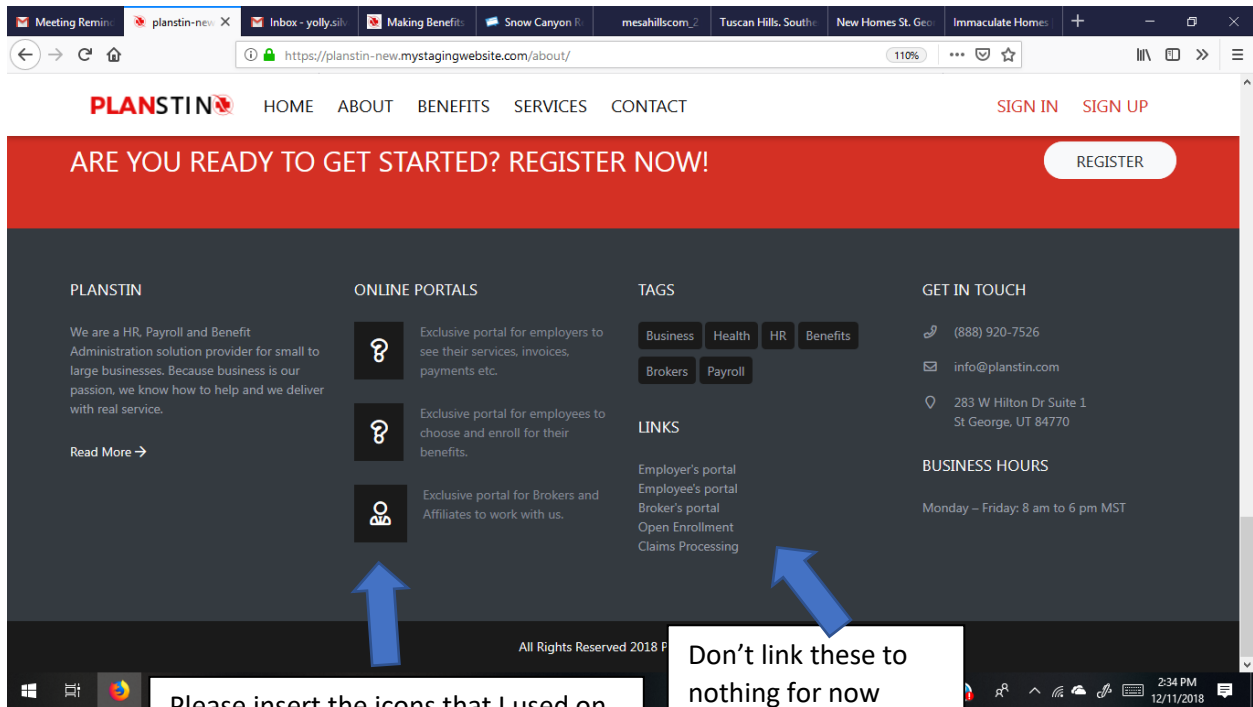 Meeting Remin
planstin-new
Inbox - yolly.silv
Making Benefits
Snow Canyon R
mesahillscom_2
Tuscan Hills. Southe
New Homes St. Geor
Immaculate Homes
https://planstin-new.mystagingwebsite.com/about/
110%
PLANSTIN
HOME ABOUT BENEFITS SERVICES CONTACT
SIGN IN SIGN UP
ARE YOU READY TO GET STARTED? REGISTER NOW!
REGISTER
PLANSTIN
We are a HR, Payroll and Benefit
Administration solution provider for small to
large businesses. Because business is our
passion, we know how to help and we deliver
with real service.
Read More →
ONLINE PORTALS
Exclusive portal for employers to
see their services, invoices,
payments etc.
Exclusive portal for employees to
choose and enroll for their
benefits.
Exclusive portal for Brokers and
Affiliates to work with us.
TAGS
Business Health HR Benefits
Brokers Payroll
LINKS
Employer's portal
Employee's portal
Broker's portal
Open Enrollment
Claims Processing
GET IN TOUCH
(888) 920-7526
info@planstin.com
283 W Hilton Dr Suite 1
St George, UT 84770
BUSINESS HOURS
Monday – Friday: 8 am to 6 pm MST
All Rights Reserved 2018 P
Please insert the icons that I used on
Don't link these to
nothing for now
2:34 PM
12/11/2018